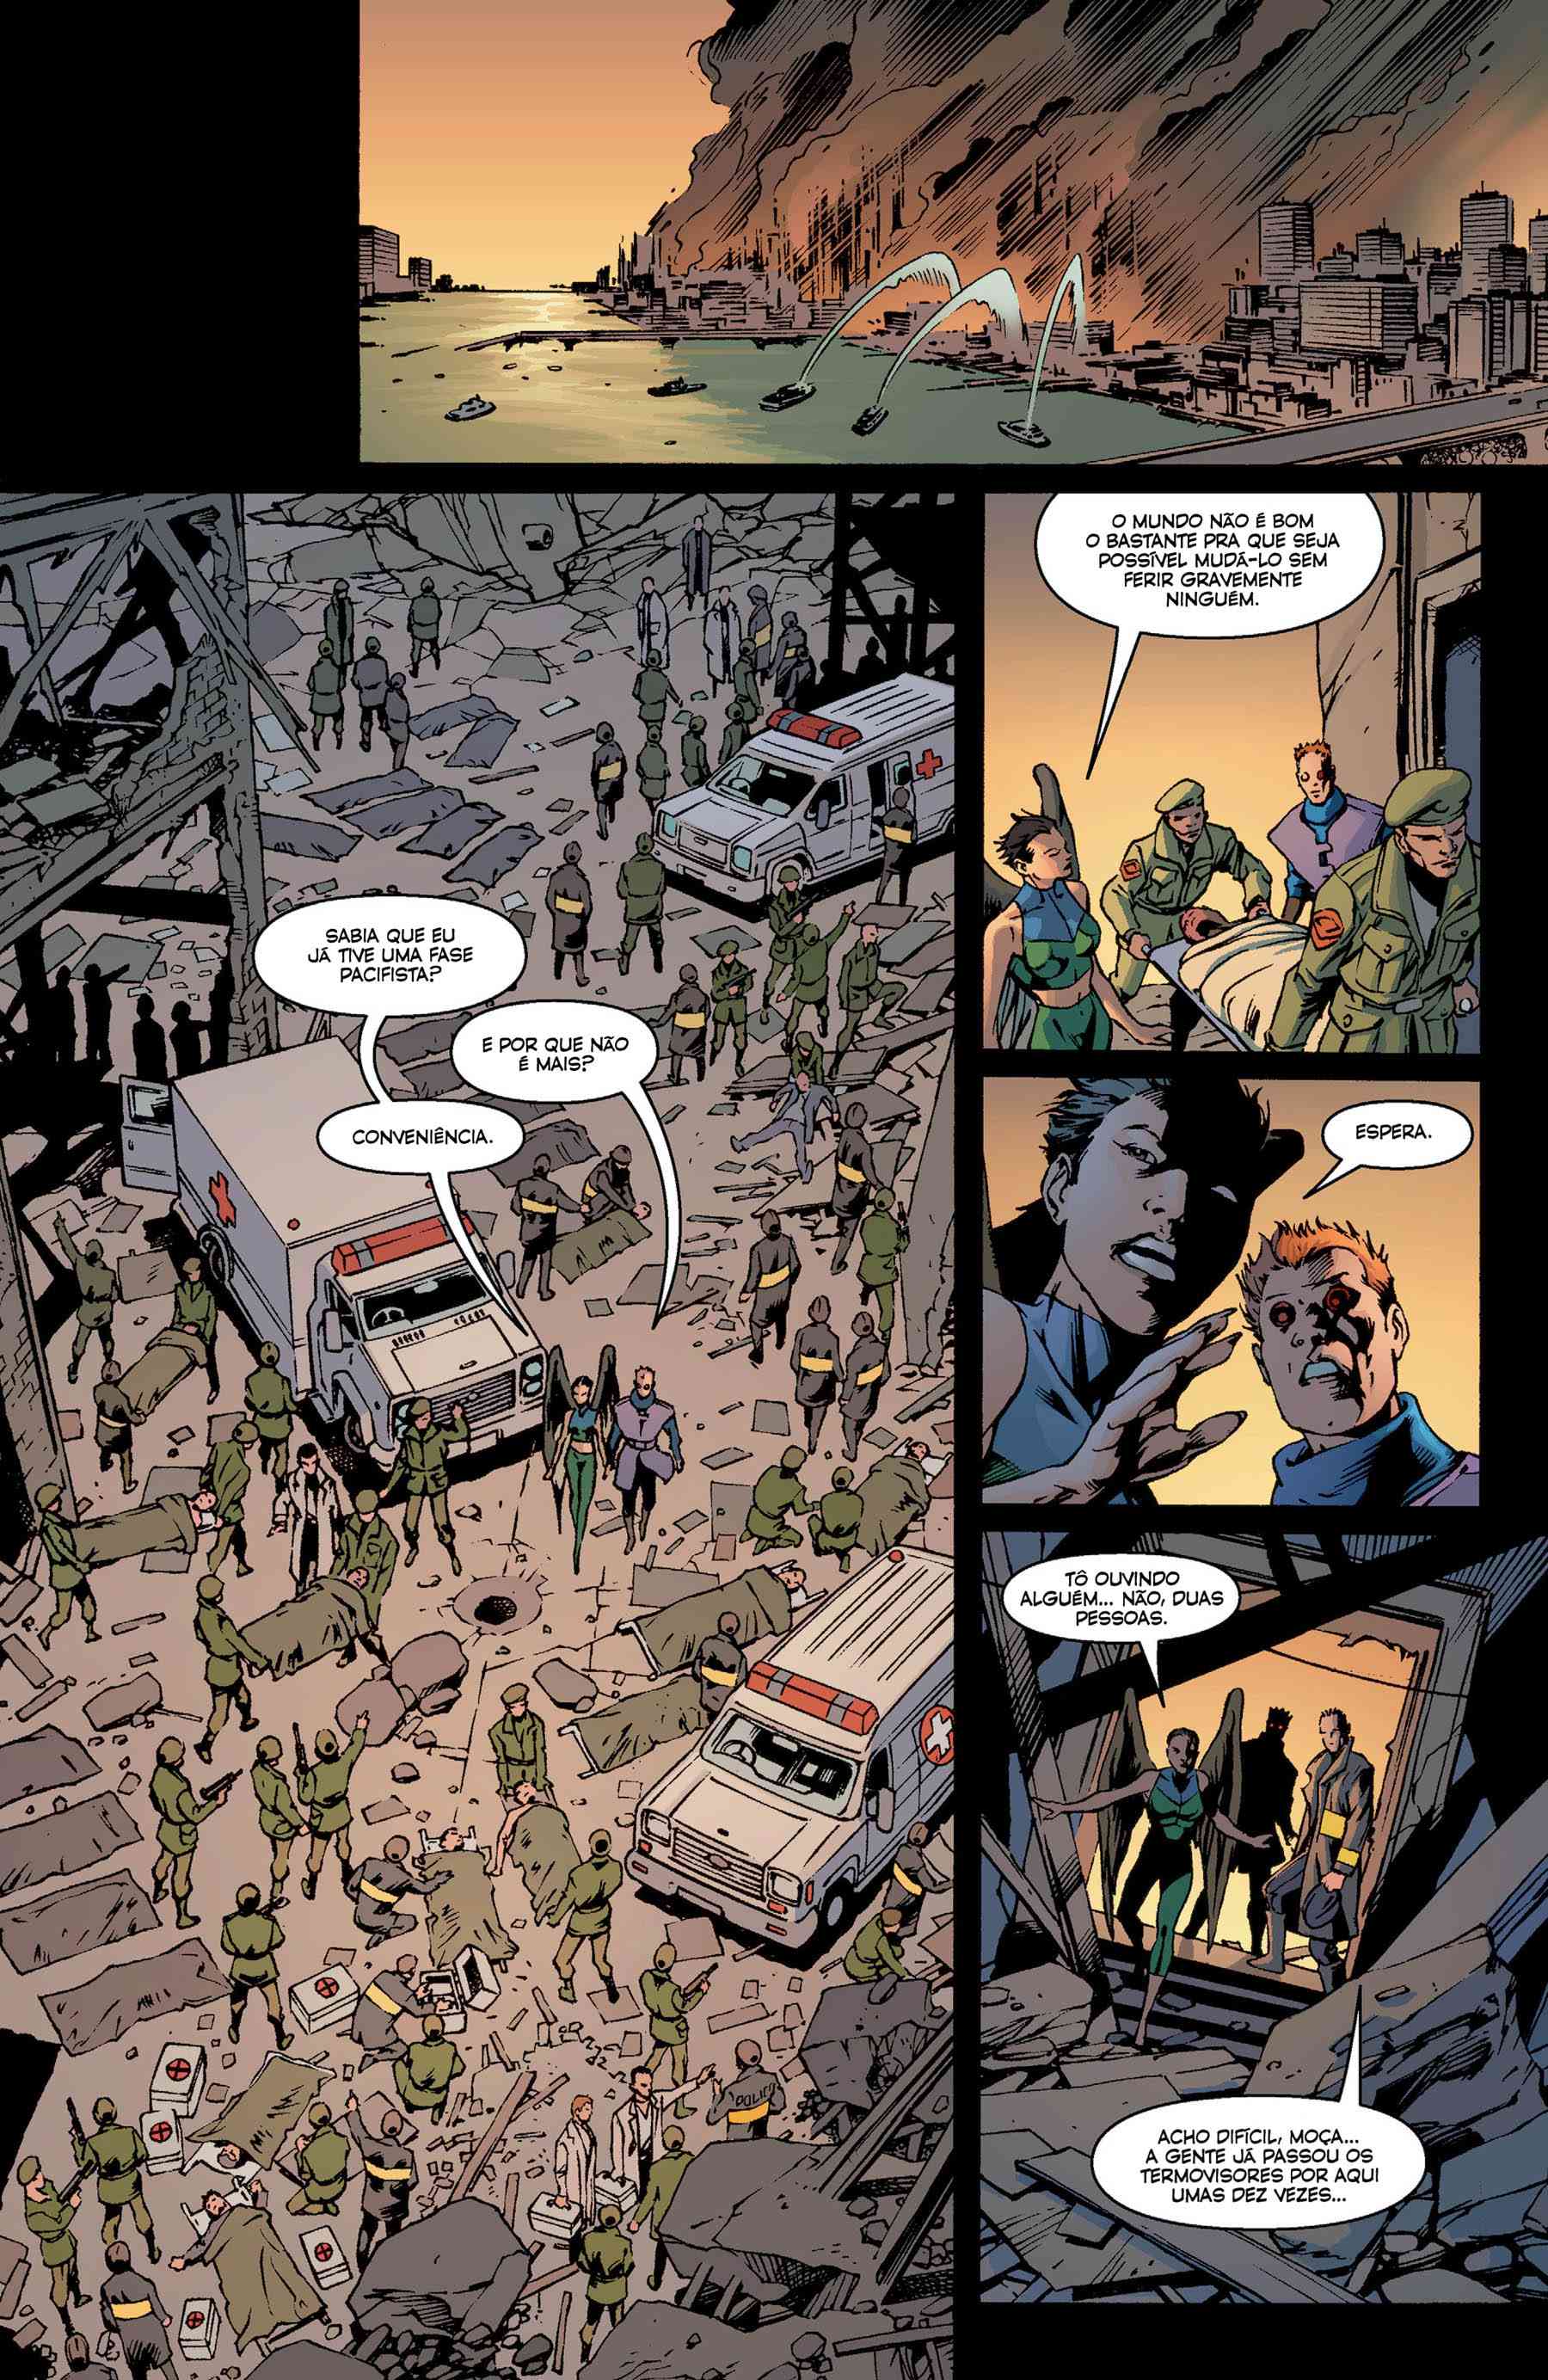 SABIA QUE EU
JÁ TIVE UMA FASE
PACIFISTA?
E POR QUE NÃO
É MAIS?
CONVENIÊNCIA.
POLICE
O MUNDO NÃO É BOM
O BASTANTE PRA QUE SEJA
POSSÍVEL MUDÁ-LO SEM
FERIR GRAVEMENTE
NINGUÉM.
ESPERA.
TÔ OUVINDO
ALGUÉM... NÃO, DUAS
PESSOAS.
ACHO DIFÍCIL, MOÇA...
A GENTE JÁ PASSOU OS
TERMOVISORES POR AQUI
UMAS DEZ VEZES...